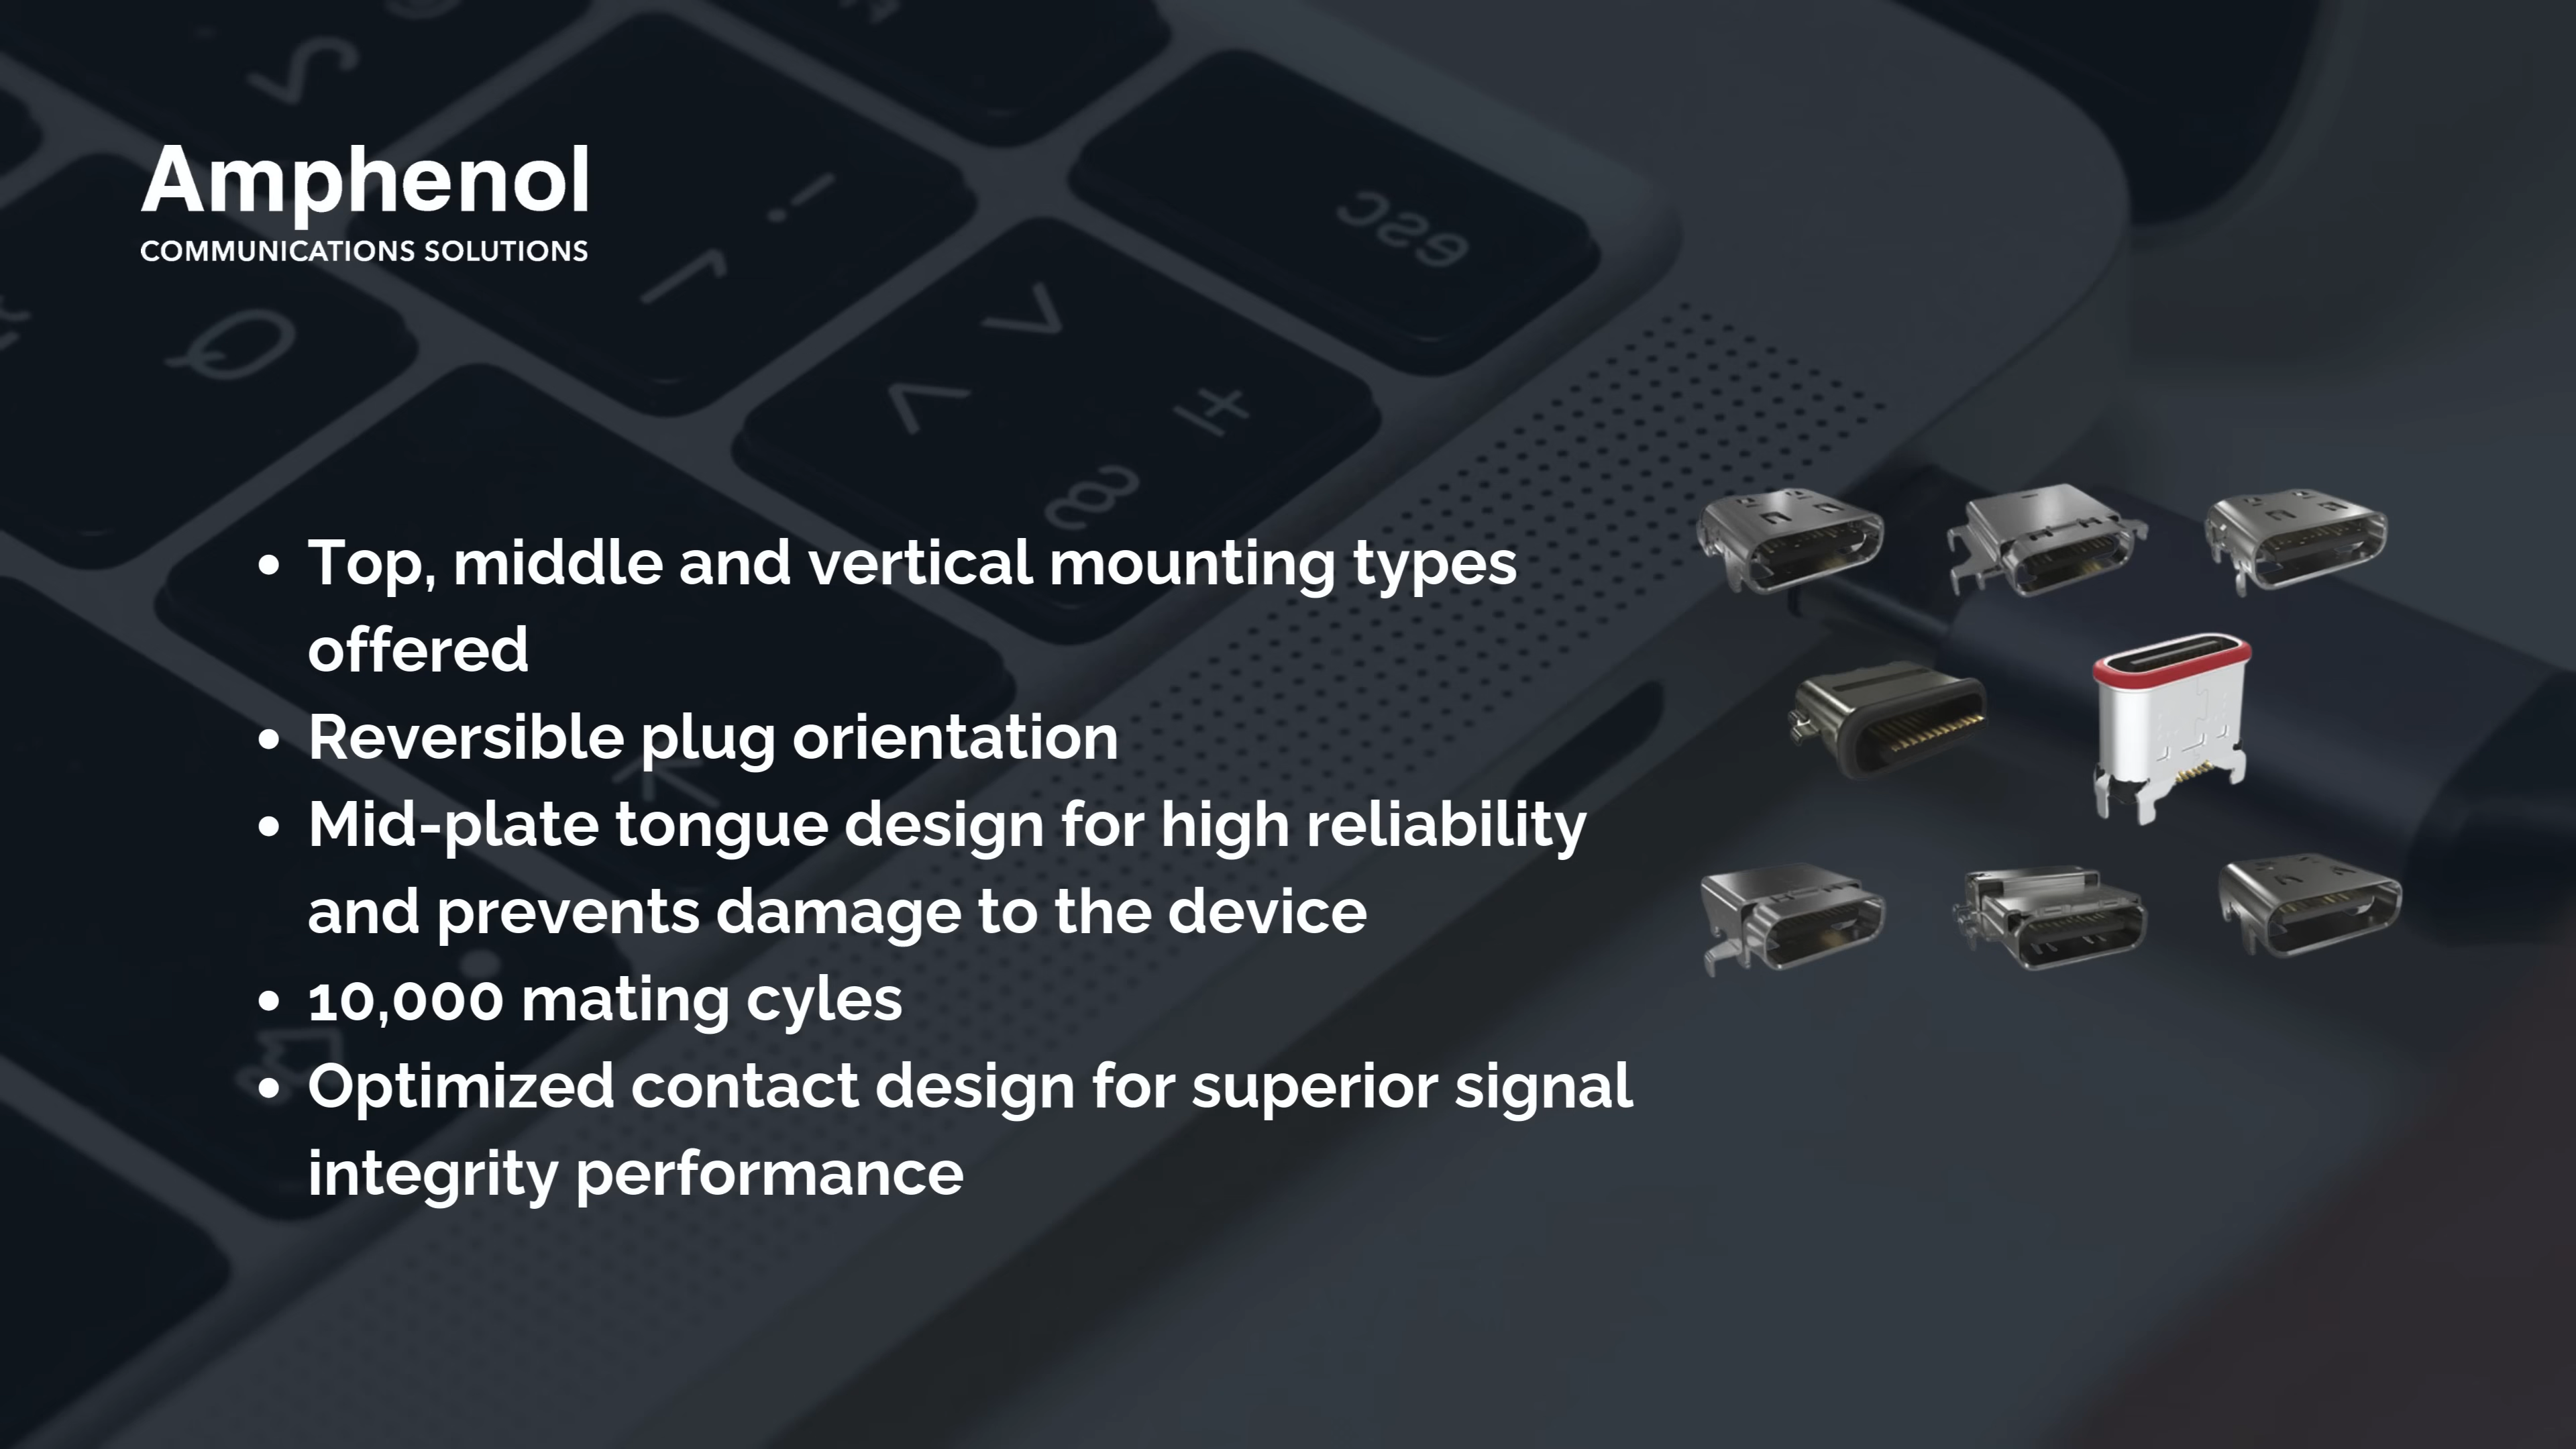 Amphenol
COMMUNICATIONS SOLUTIONS
esc
Q
• Top, middle and vertical mounting types
offered
• Reversible plug orientation
• Mid-plate tongue design for high reliability
and prevents damage to the device
• 10,000 mating cyles
• Optimized contact design for superior signal
integrity performance